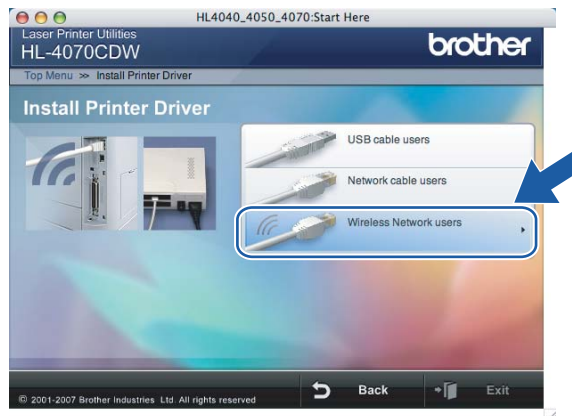 HL4040_4050_4070:Start Here
Laser Printer Utilities
HL-4070CDW
brother
Top Menu >> Install Printer Driver
Install Printer Driver
USB cable users
Network cable users
Wireless Network users
© 2001-2007 Brother Industries Ltd. All rights reserved
Back
Exit